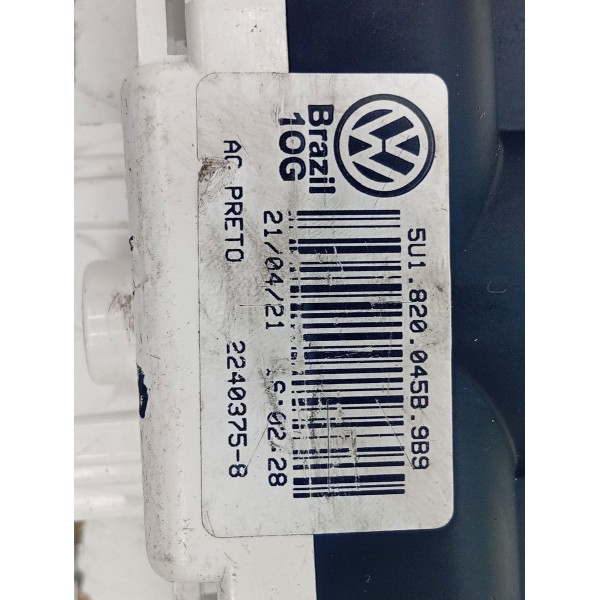 5U1.820.045B.9B9
Brazil
10G
21/04/21
AC PRETO 2240375-8